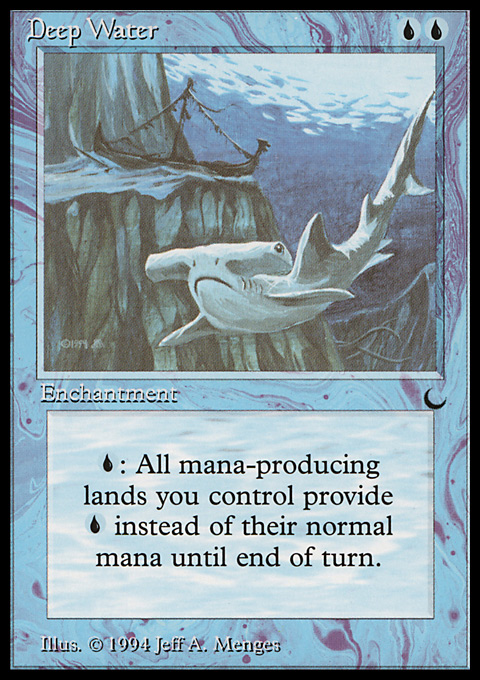 Deep Water
Enchantment
: All mana-producing
lands you control provide
instead of their normal
mana until end of turn.
Illus. © 1994 Jeff A. Menges